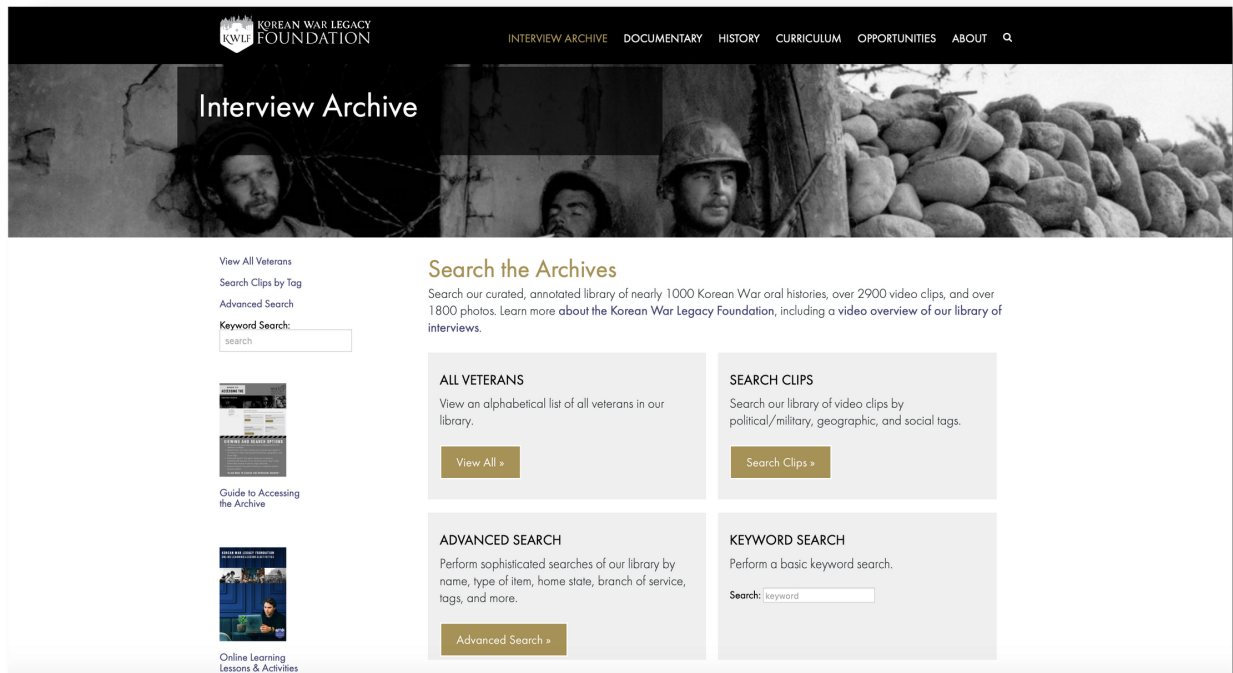 KOREAN WAR LEGACY
KWLF FOUNDATION
INTERVIEW ARCHIVE DOCUMENTARY HISTORY CURRICULUM OPPORTUNITIES ABOUT
Interview Archive
View All Veterans
Search Clips by Tag
Advanced Search
Keyword Search:
search
ACCESSING THE
VIEWING AND SEARCH OPTIONS
Guide to Accessing
the Archive
KOREAN WAR LEGACY FOUNDATION
Online Learning
Lessons & Activities
Search the Archives
Search our curated, annotated library of nearly 1000 Korean War oral histories, over 2900 video clips, and over
1800 photos. Learn more about the Korean War Legacy Foundation, including a video overview of our library of
interviews.
ALL VETERANS
View an alphabetical list of all veterans in our
library.
View All »
SEARCH CLIPS
Search our library of video clips by
political/military, geographic, and social tags.
Search Clips »
ADVANCED SEARCH
Perform sophisticated searches of our library by
name, type of item, home state, branch of service,
tags, and more.
Advanced Search »
KEYWORD SEARCH
Perform a basic keyword search.
Search: keyword